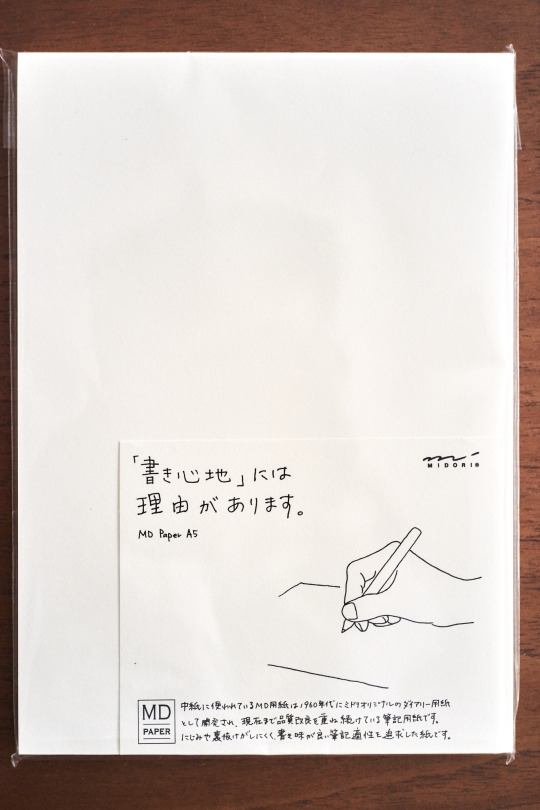 「書き心地」には
理由があります。
MD Paper A5
MIDORI®
MD
PAPER
中紙に使われているMD用紙は1960年代にミドリオリジナルのダイアリー用紙
として開発され、現在まで品質改良を重ね続けている筆記用紙です。
にじみや裏抜けがしにくく、書き味が良い筆記適性を追求した紙です。